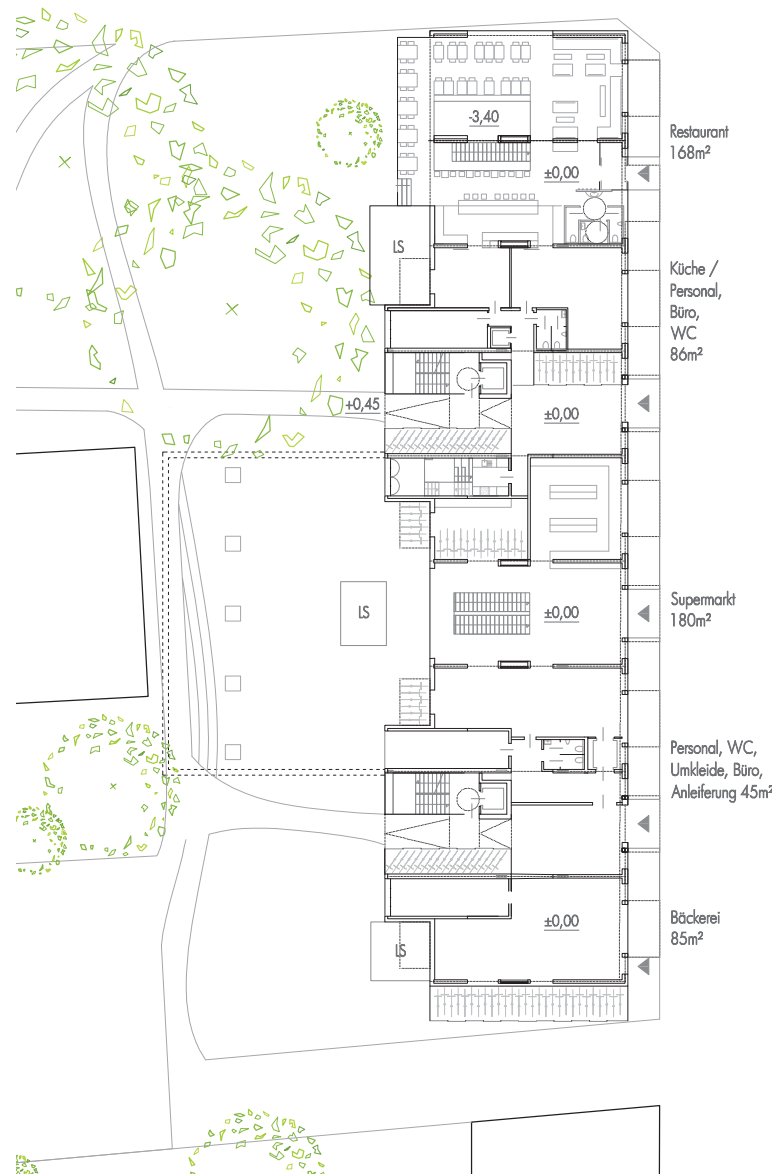 -3,40
Restaurant
168m²
±0,00
LS
Küche /
Personal,
Büro,
WC
86m²
+0,45
±0,00
LS
±0,00
Supermarkt
180m²
Personal, WC,
Umkleide, Büro,
Anleiferung 45m²
±0,00
Bäckerei
85m²
LS